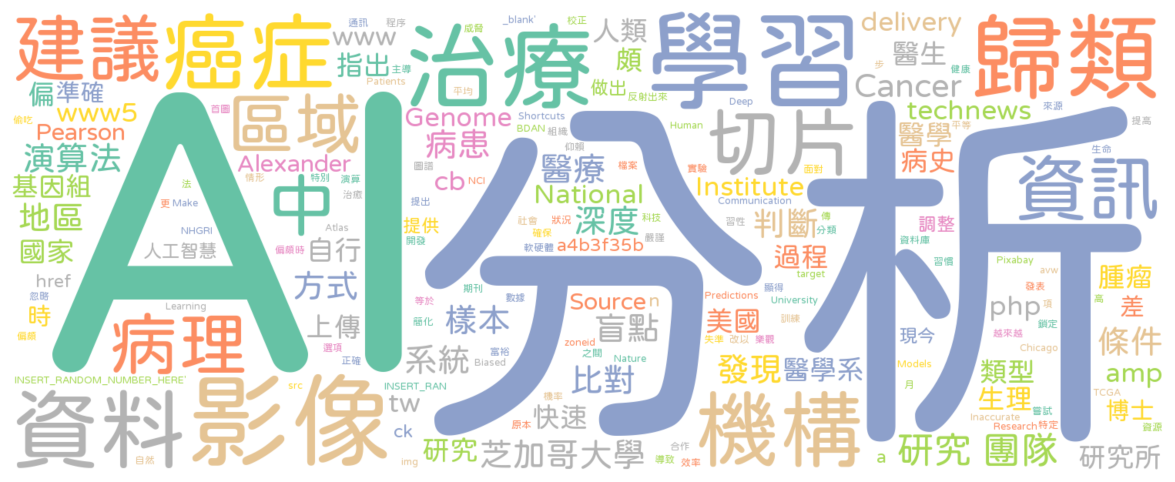 建議
癌症
www
指出
偏
準確
www5
Pearson
演算法
基因組
地區
國家
href
時
偏頗
忽略
NHGRI
偷吃
百圖
區域
Alexander
情形
特別
演算
法
更
Make
治癒
Atlas
中
人工智慧
自行
方式
Learning
上傳
選項
正確
病理
影像
資料
自然
src
img
INSERT_RANDOM_NUMBER_HERE`
通訊
程序
_blank`
Patients
主導
威爾
校正
平均
治療
Genome
病患
cb
NCI
圖譜
提出
偏頗時
提供
開發
AI
分析
學習
人類
頗
做出
反射出來
Shortcuts
BDAN
組織
仰賴
Deep
Human
醫療
National
深度
檔案
實驗
社會
狀況
確保
科技
習性
嚴謹
軟硬體
a4b3f35b
Communication
期刊
數據
等於
簡化
樣本
Source
n
盲點
zoneid
之間
Nature
富裕
Biased
比對
系統
INSERT_RAN
tw
ck
快速
機率
原本
研究
芝加哥大學
合作
導致
效率
切片
Institute
判斷
過程
面對
傳
分類
target
顯得
Predictions
University
美國
訓練
失準
改以
樂觀
發現
醫學系
機構
歸類
delivery
醫生
步
健康
Cancer
technews
來源
平等
提高
醫學
病史
生命
資訊
調整
資料庫
習慣
Pixabay
avw
腫瘤
高
發表
項
差
php
現今
越來越
鎖定
Chicago
條件
Models
類型
amp
月
嘗試
TCGA
生理
Inaccurate
博士
Research
特定
資源
a
研究
團隊
研究所